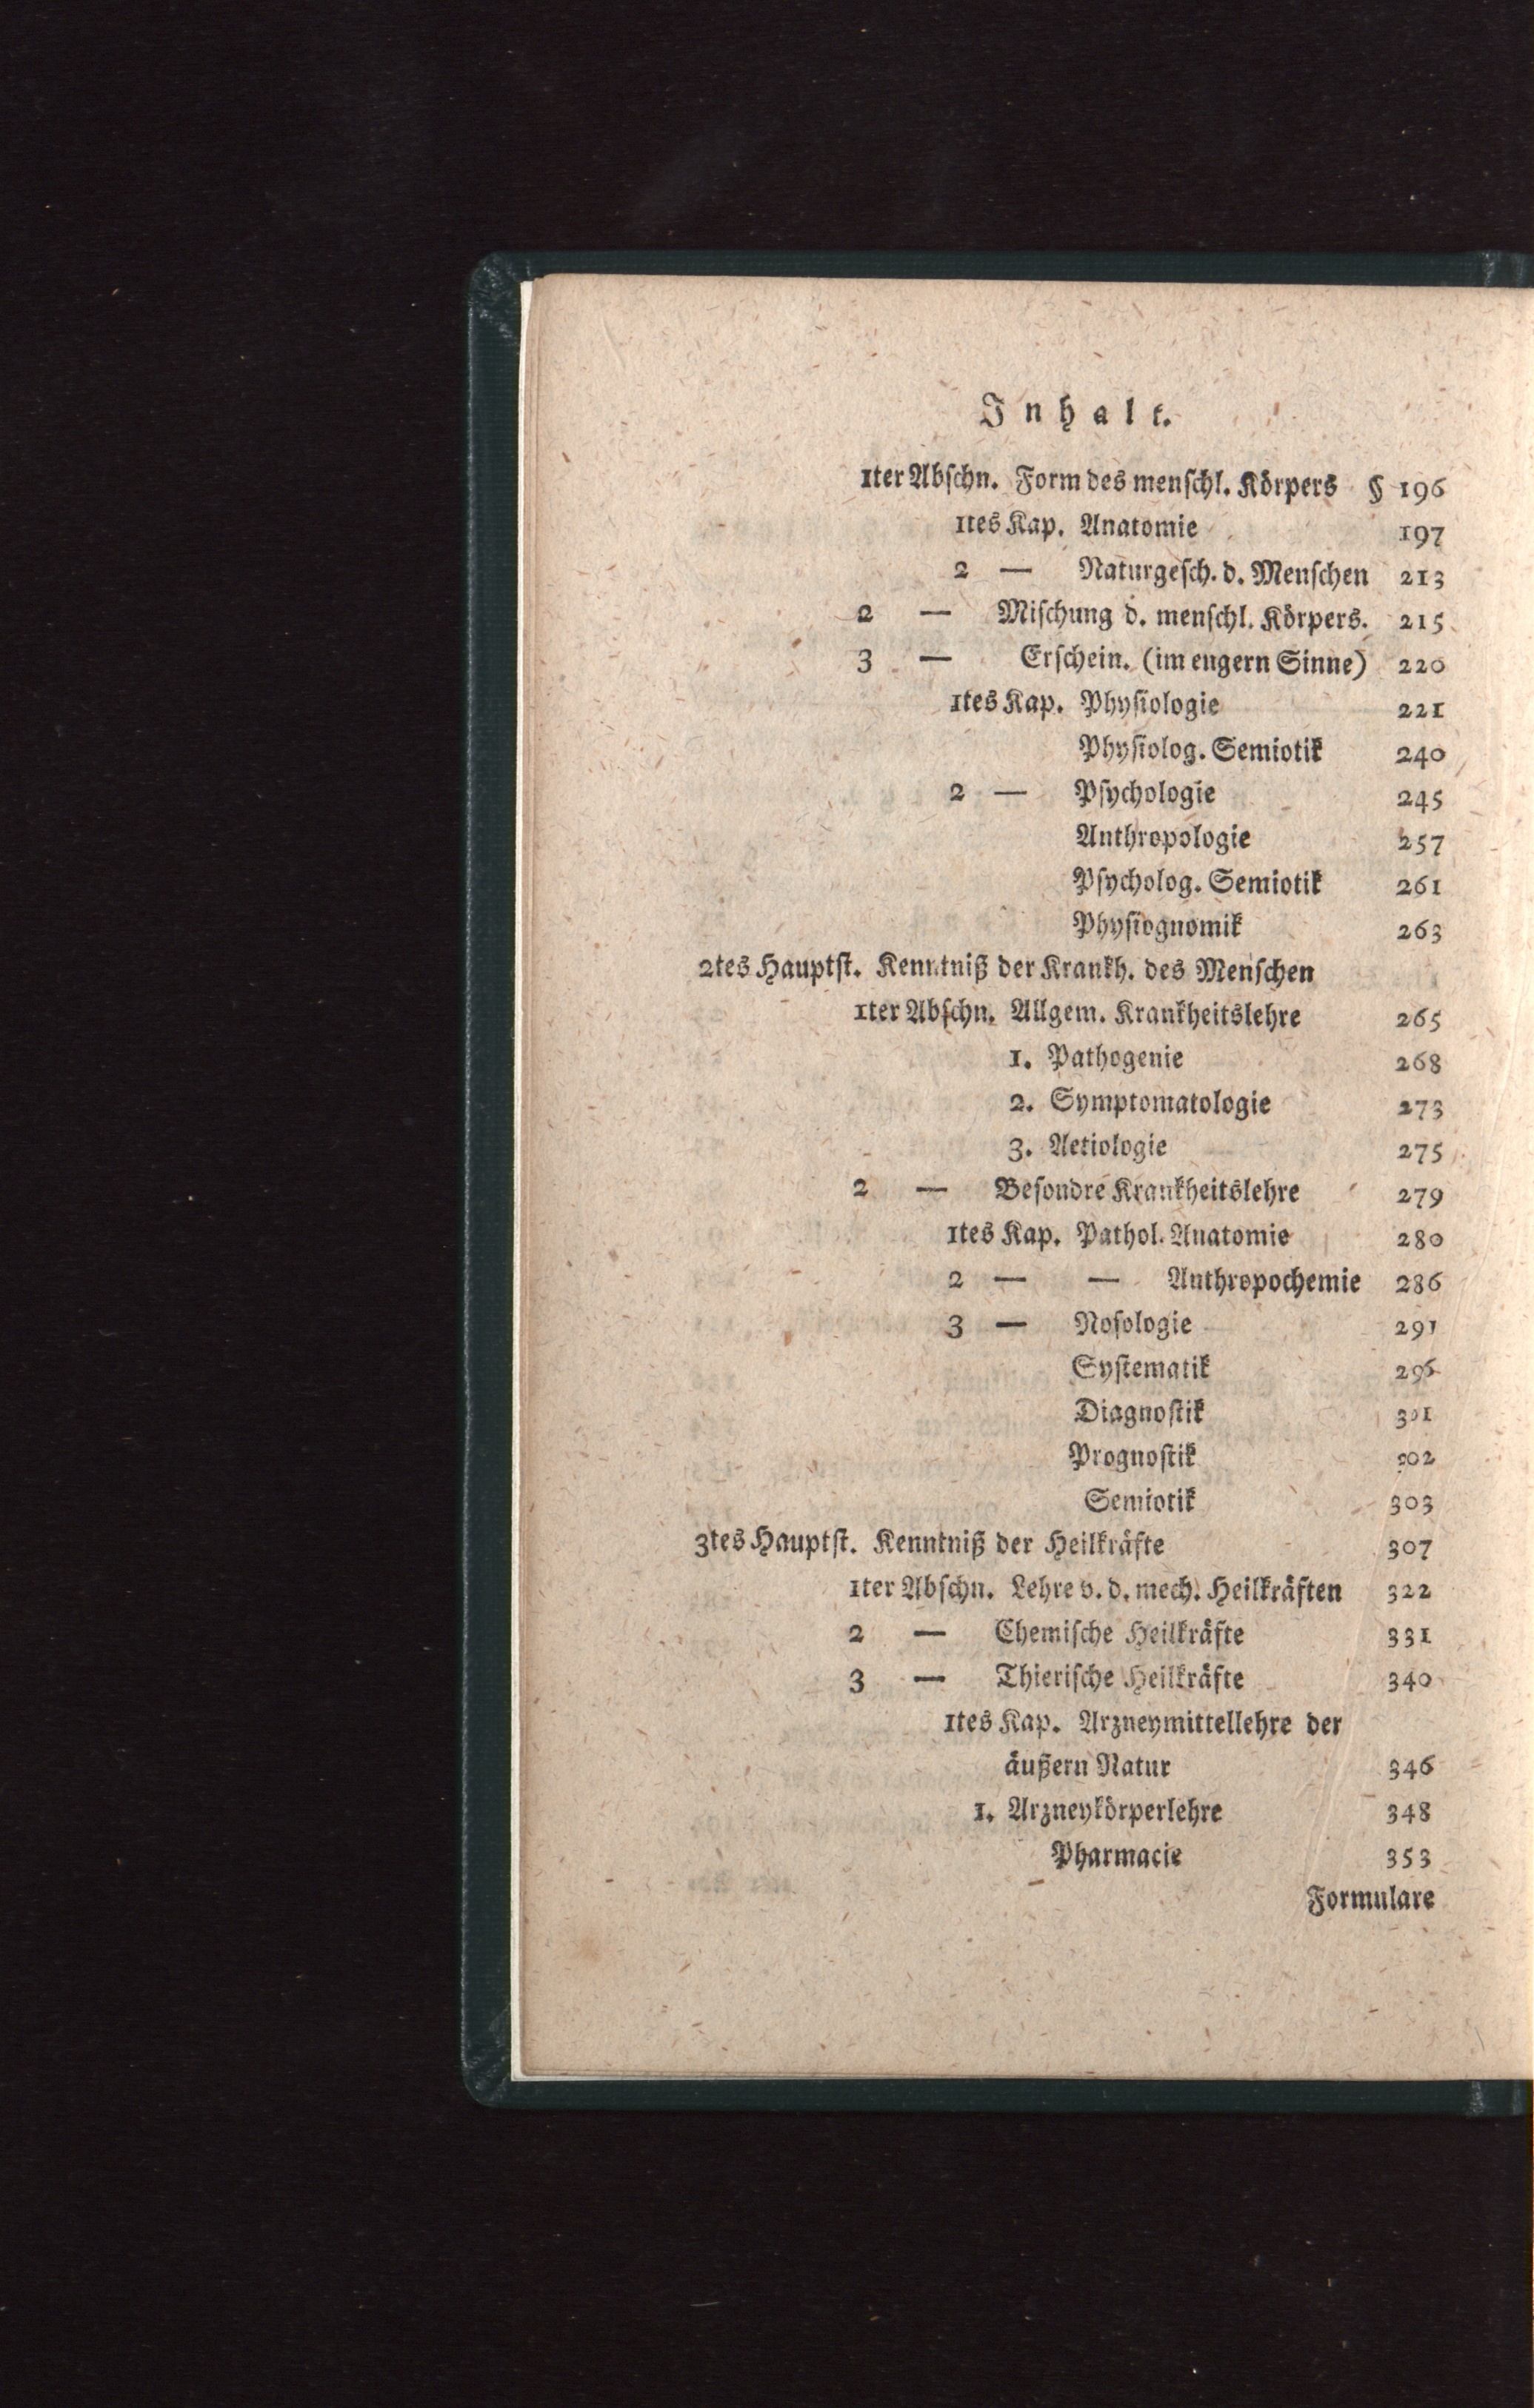 Inhalt.
1ter Abschn. Form des menschl. Körpers § 196
1tes Kap. Anatomie 197
2 — Naturgesch. d. Menschen 213
2 — Mischung d. menschl. Körpers. 215
3 — Erschein. (im engern Sinne) 220
1tes Kap. Physiologie 221
Physiolog. Semiotik 240
2 — Psychologie 245
Anthropologie 257
Psycholog. Semiotik 261
Physiognomik 263
2tes Hauptst. Kenntniß der Krankh. des Menschen
1ter Abschn. Allgem. Krankheitslehre 265
1. Pathogenie 268
2. Symptomatologie 273
3. Aetiologie 275
2 — Besondre Krankheitslehre 279
1tes Kap. Pathol. Anatomie 280
2 — — Anthropochemie 286
3 — Nosologie 291
Systematik 296
Diagnostik 301
Prognostik 302
Semiotik 303
3tes Hauptst. Kenntniß der Heilkräfte 307
1ter Abschn. Lehre v. d. mech. Heilkräften 322
2 — Chemische Heilkräfte 331
3 — Thierische Heilkräfte 340
1tes Kap. Arzneymittellehre der
äußern Natur 346
1. Arzneykörperlehre 348
Pharmacie 353
Formulare